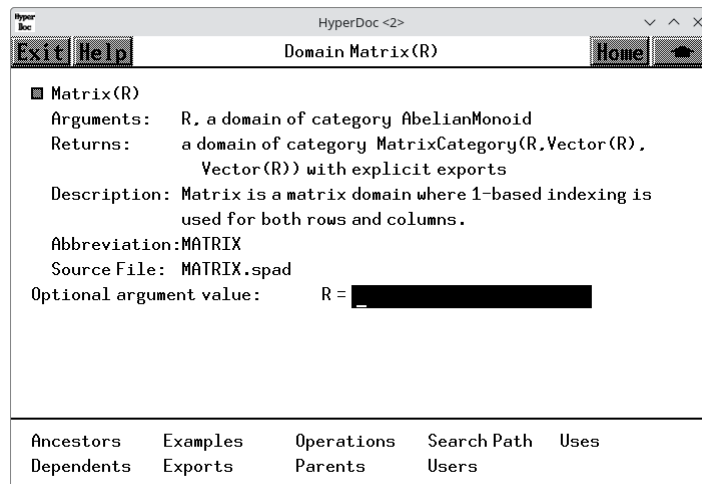 Hyper Doc
HyperDoc <2>
Exit Help Domain Matrix(R) Home
Matrix(R)
Arguments: R, a domain of category AbelianMonoid
Returns: a domain of category MatrixCategory(R,Vector(R),
Vector(R)) with explicit exports
Description: Matrix is a matrix domain where 1-based indexing is
used for both rows and columns.
Abbreviation:MATRIX
Source File: MATRIX.spad
Optional argument value: R =
Ancestors Examples Operations Search Path Uses
Dependents Exports Parents Users